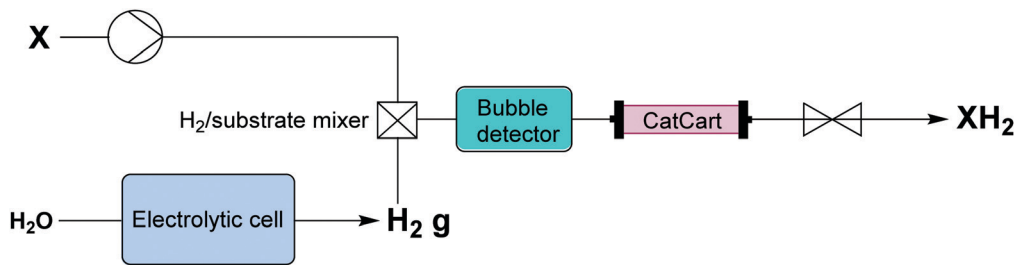 X
H₂/substrate mixer
Bubble
detector
CatCart
XH₂
H₂O
Electrolytic cell
H₂ g